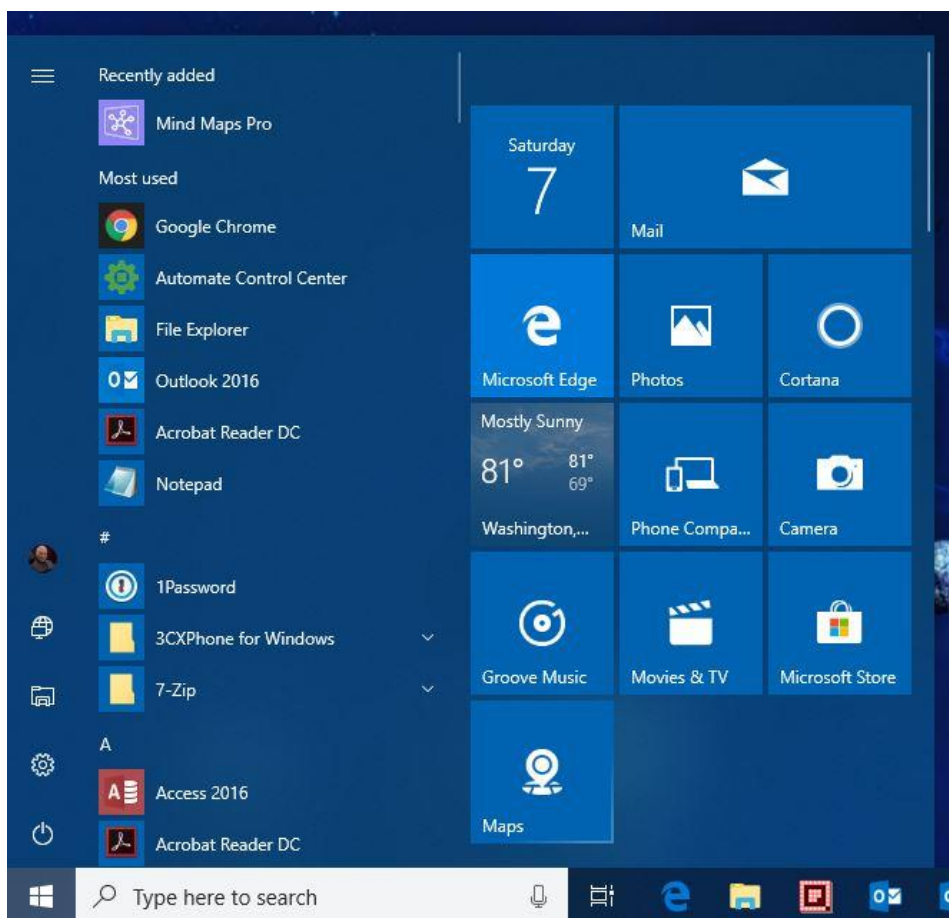 Recently added
Mind Maps Pro
Most used
Google Chrome
Automate Control Center
File Explorer
Outlook 2016
Acrobat Reader DC
Notepad
#
1Password
3CXPhone for Windows
7-Zip
A
Access 2016
Acrobat Reader DC
Saturday
7
Mail
Microsoft Edge
Photos
Cortana
Mostly Sunny
81° 81°
69°
Washington,...
Phone Compa...
Camera
Groove Music
Movies & TV
Microsoft Store
Maps
Type here to search